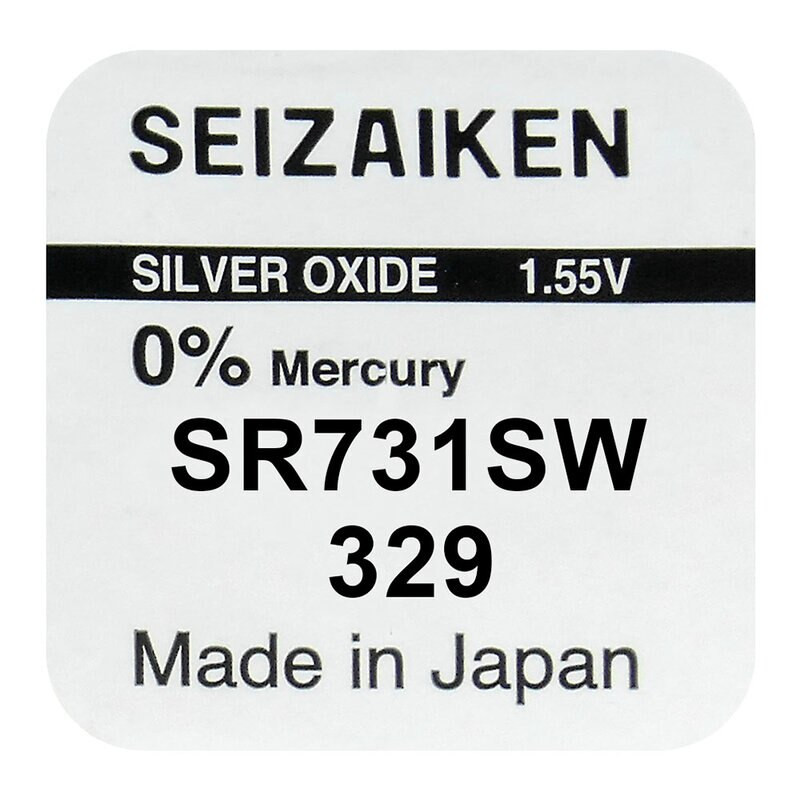 SEIZAIKEN
SILVER OXIDE 1.55V
0% Mercury
SR731SW
329
Made in Japan